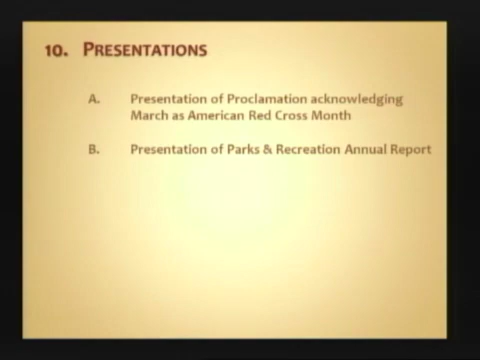 10. PRESENTATIONS
A. Presentation of Proclamation acknowledging
March as American Red Cross Month
B. Presentation of Parks & Recreation Annual Report